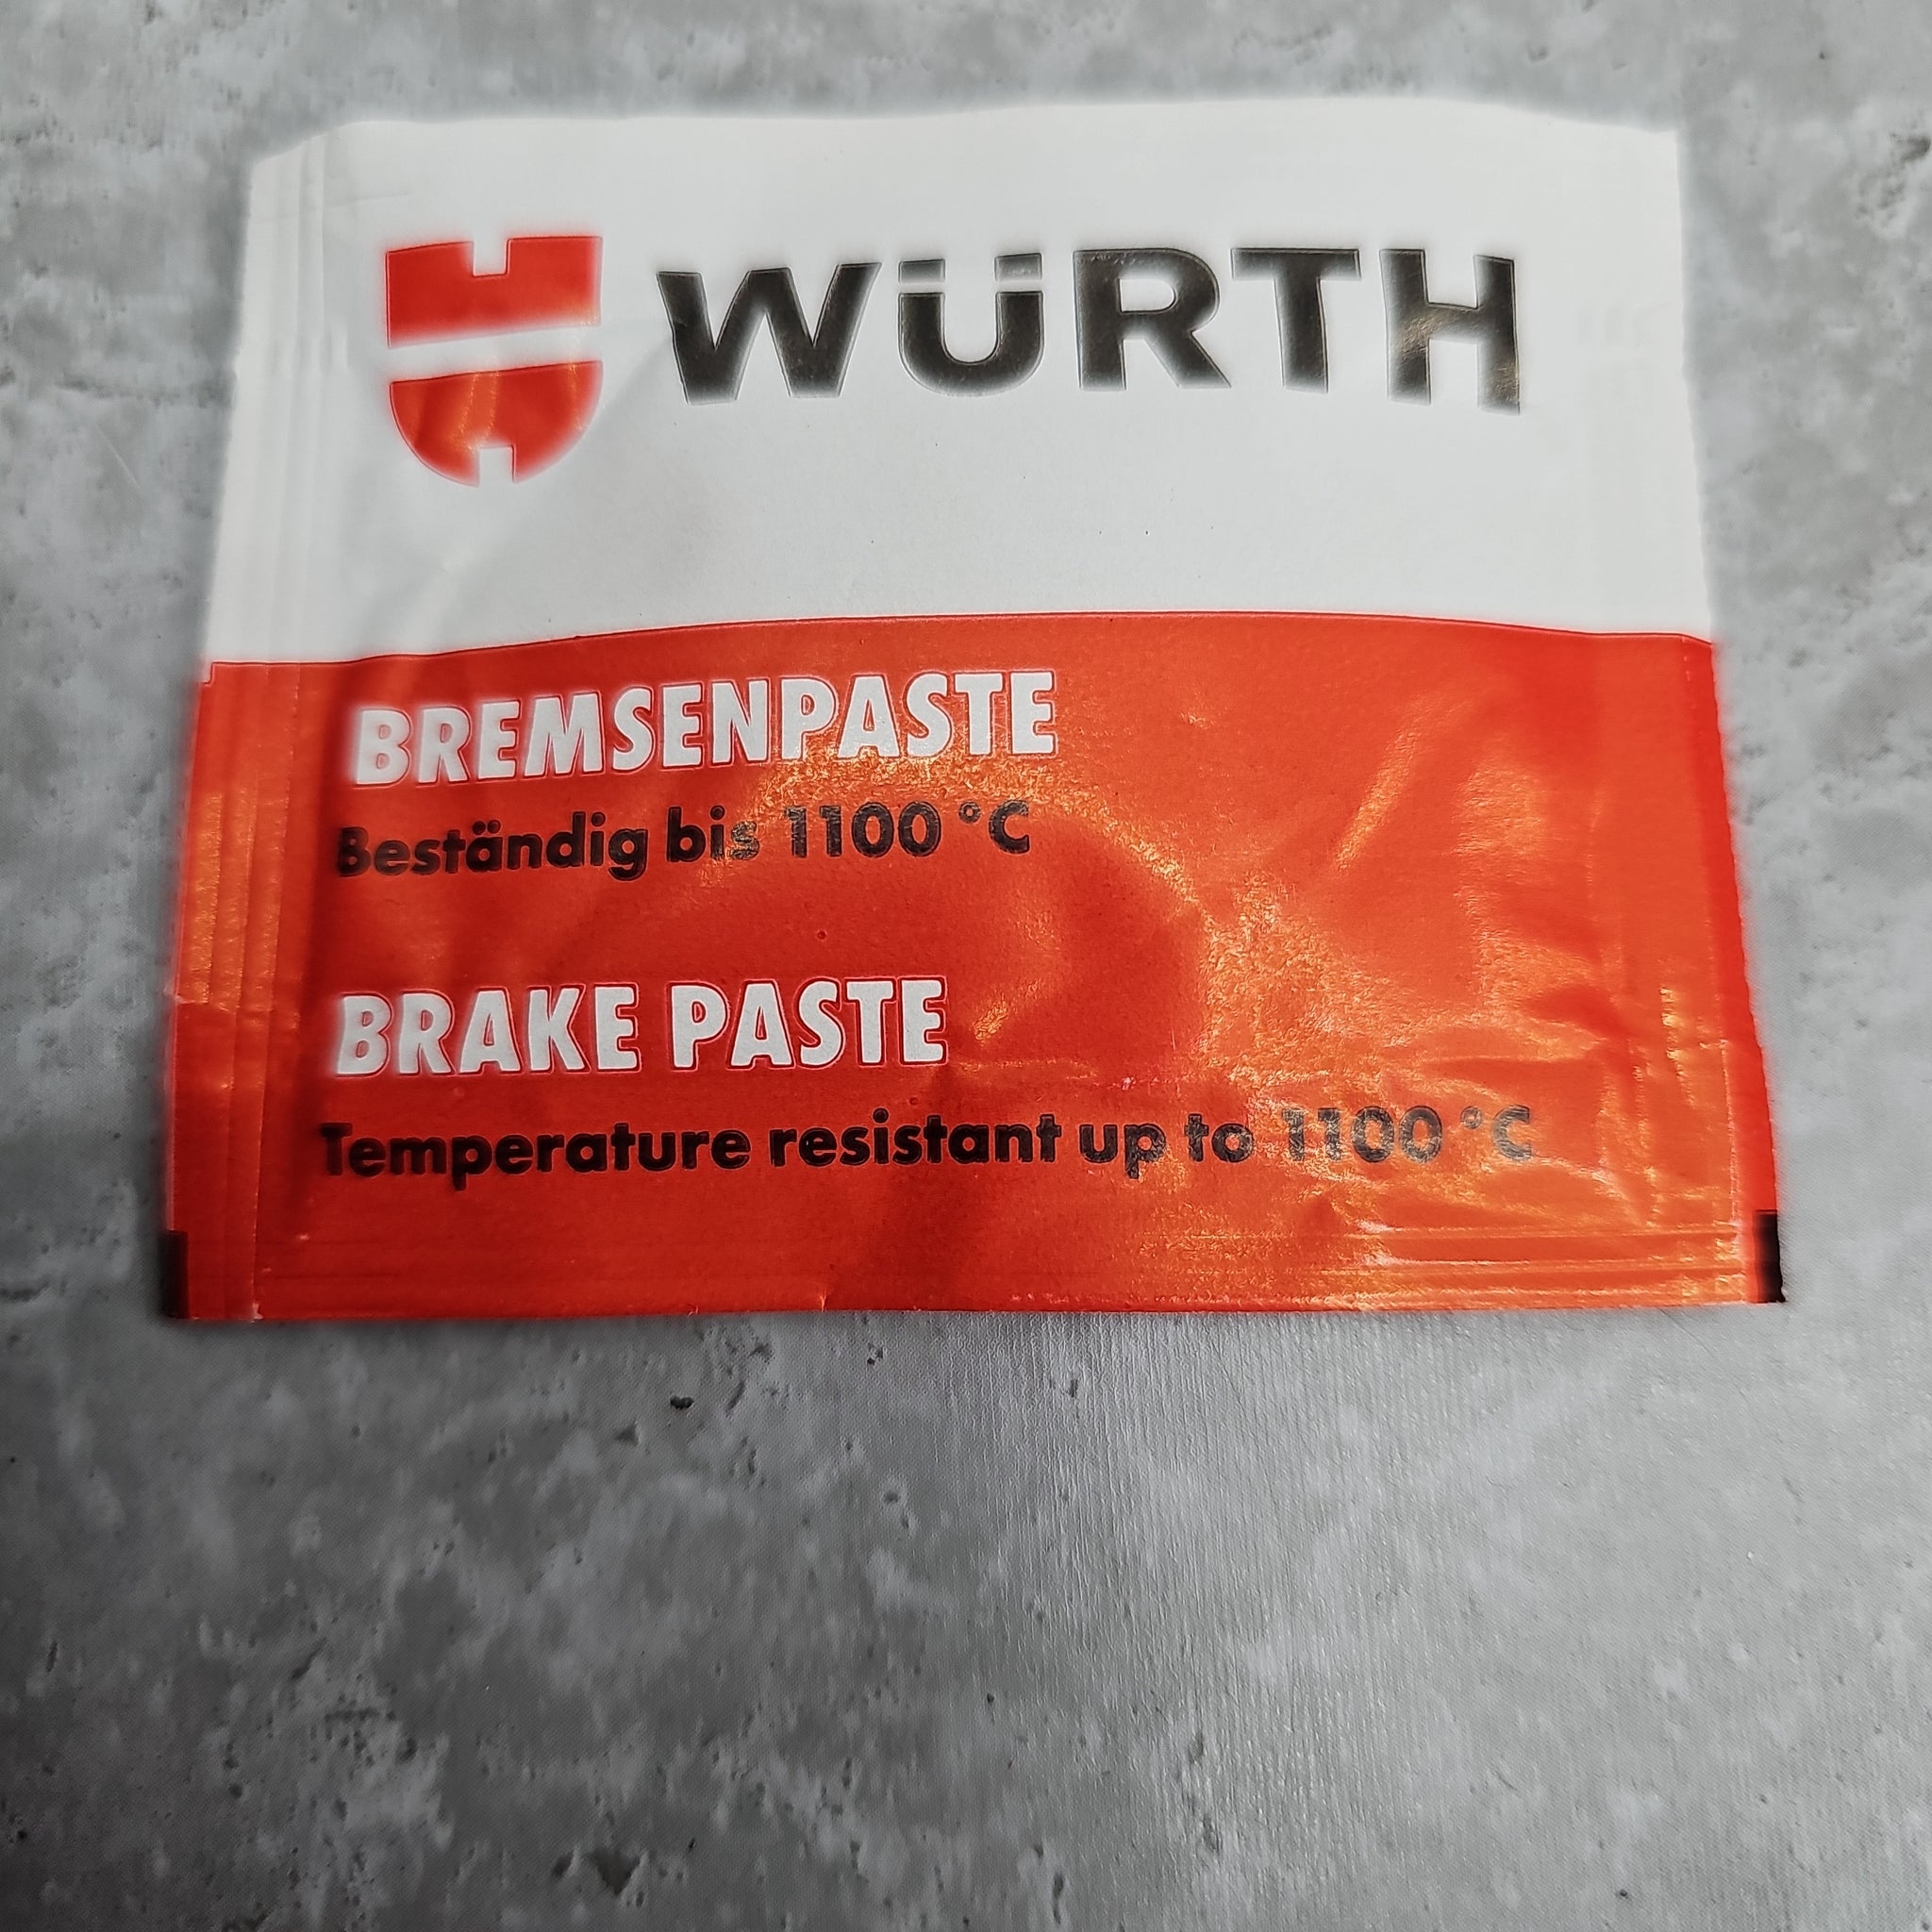 WÜRTH
BREMSENPASTE
Beständig bis 1100 °C
BRAKE PASTE
Temperature resistant up to 1100 °C